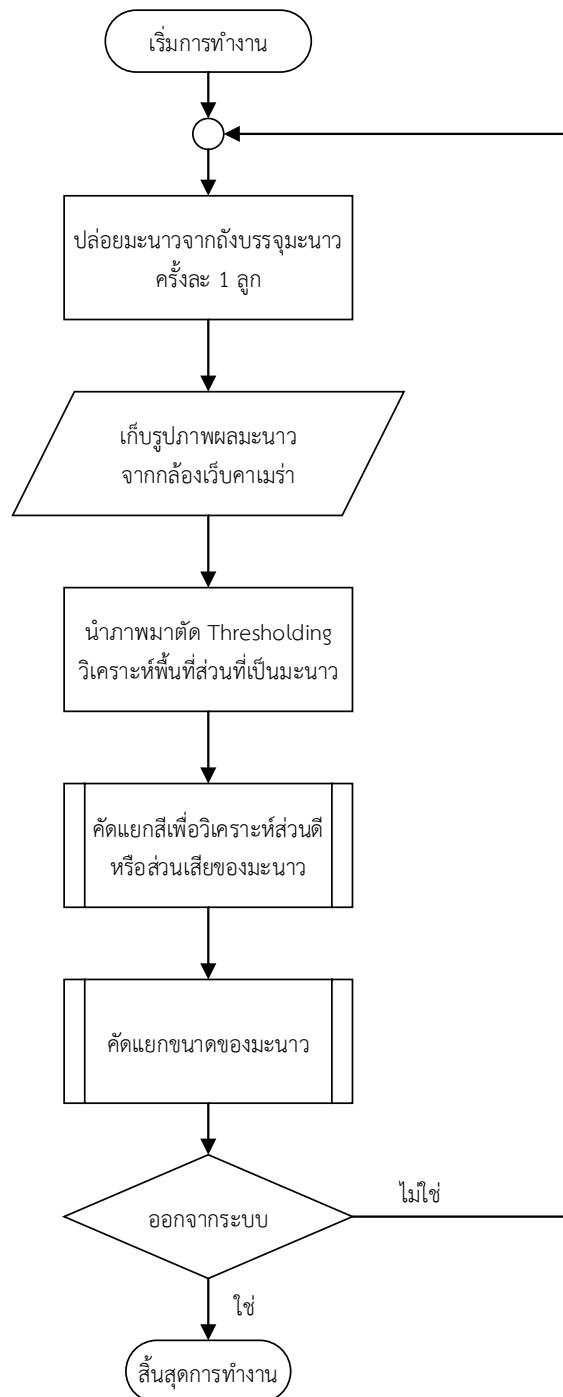 เริ่มการทำงาน
ปล่อยมะนาวจากถังบรรจุมะนาว
ครั้งละ 1 ลูก
เก็บรูปภาพผลมะนาว
จากกล้องเว็บคาเมร่า
นำภาพมาตัด Thresholding
วิเคราะห์พื้นที่ส่วนที่เป็นมะนาว
คัดแยกสีเพื่อวิเคราะห์ส่วนดี
หรือส่วนเสียของมะนาว
คัดแยกขนาดของมะนาว
ออกจากระบบ
ไม่ใช่
ใช่
สิ้นสุดการทำงาน